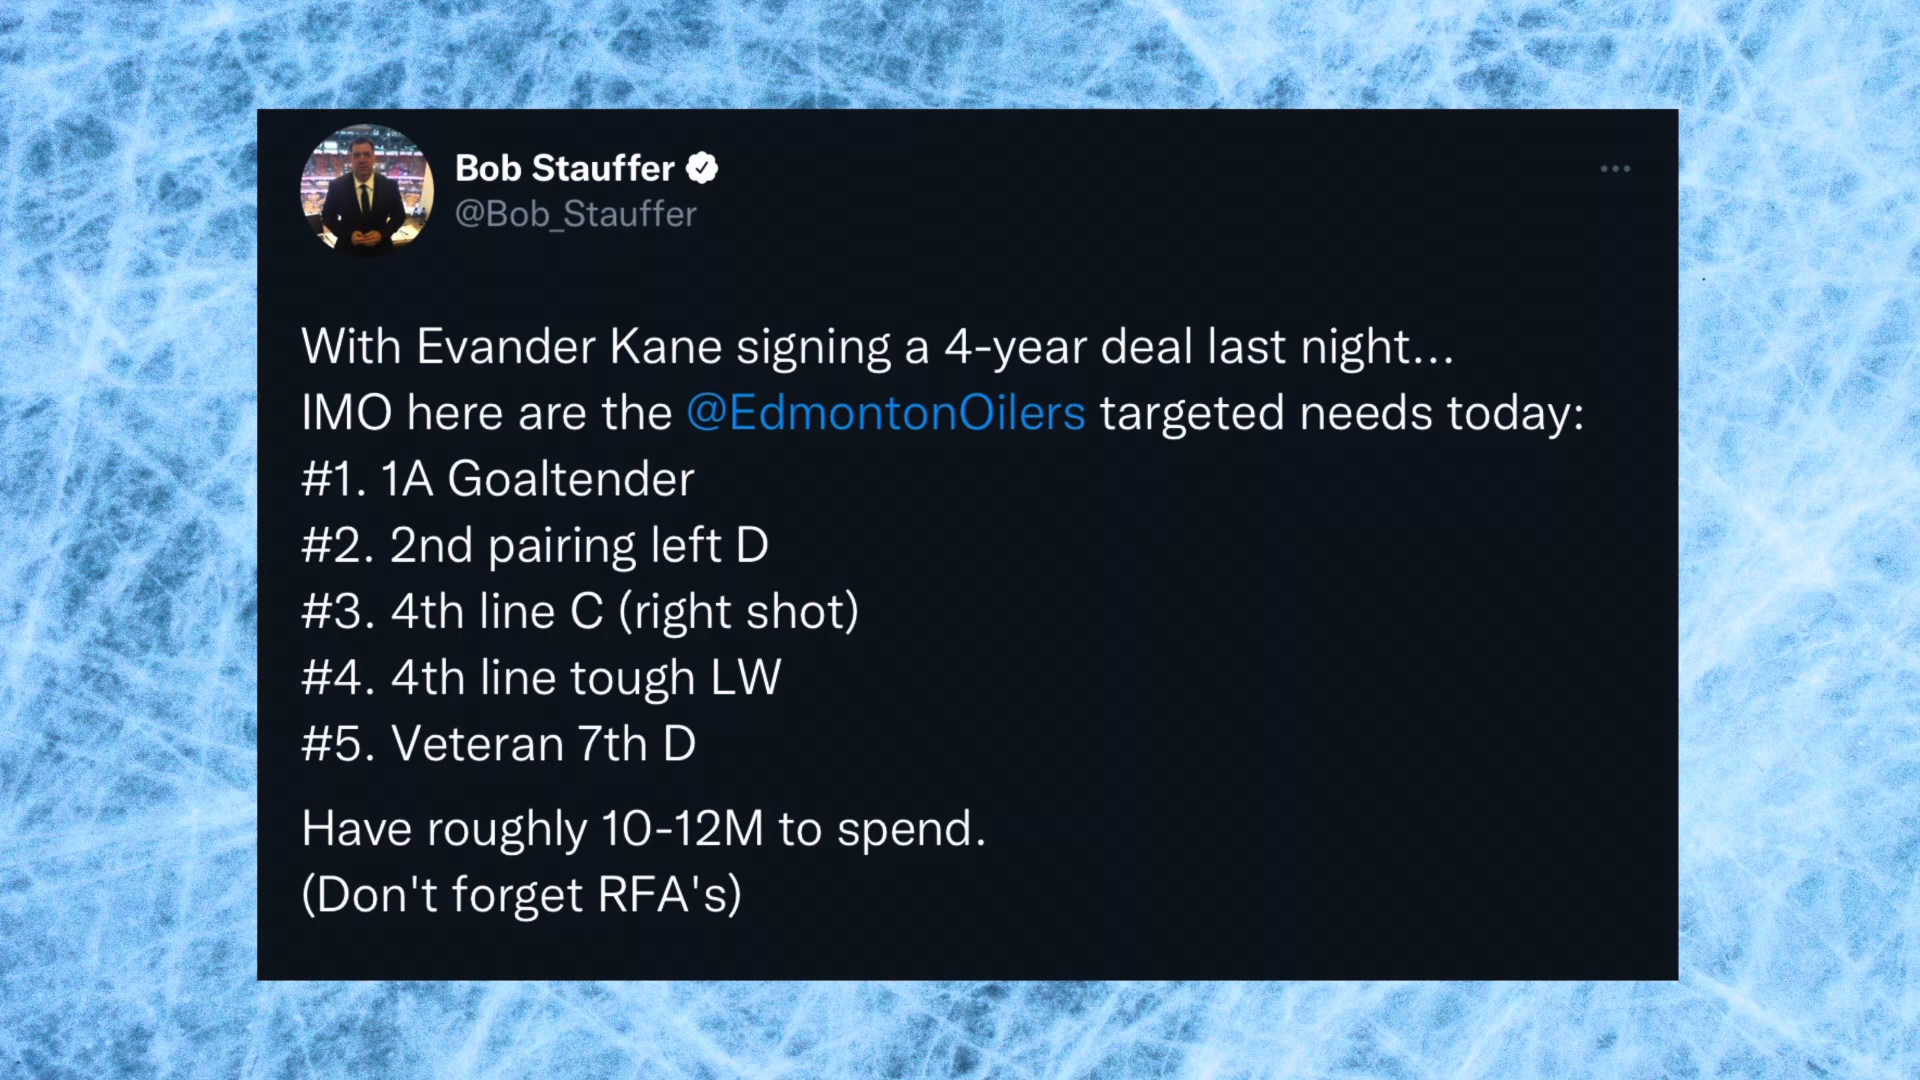 Bob Stauffer
@Bob_Stauffer
With Evander Kane signing a 4-year deal last night...
IMO here are the @EdmontonOilers targeted needs today:
#1. 1A Goaltender
#2. 2nd pairing left D
#3. 4th line C (right shot)
#4. 4th line tough LW
#5. Veteran 7th D
Have roughly 10-12M to spend.
(Don't forget RFA's)